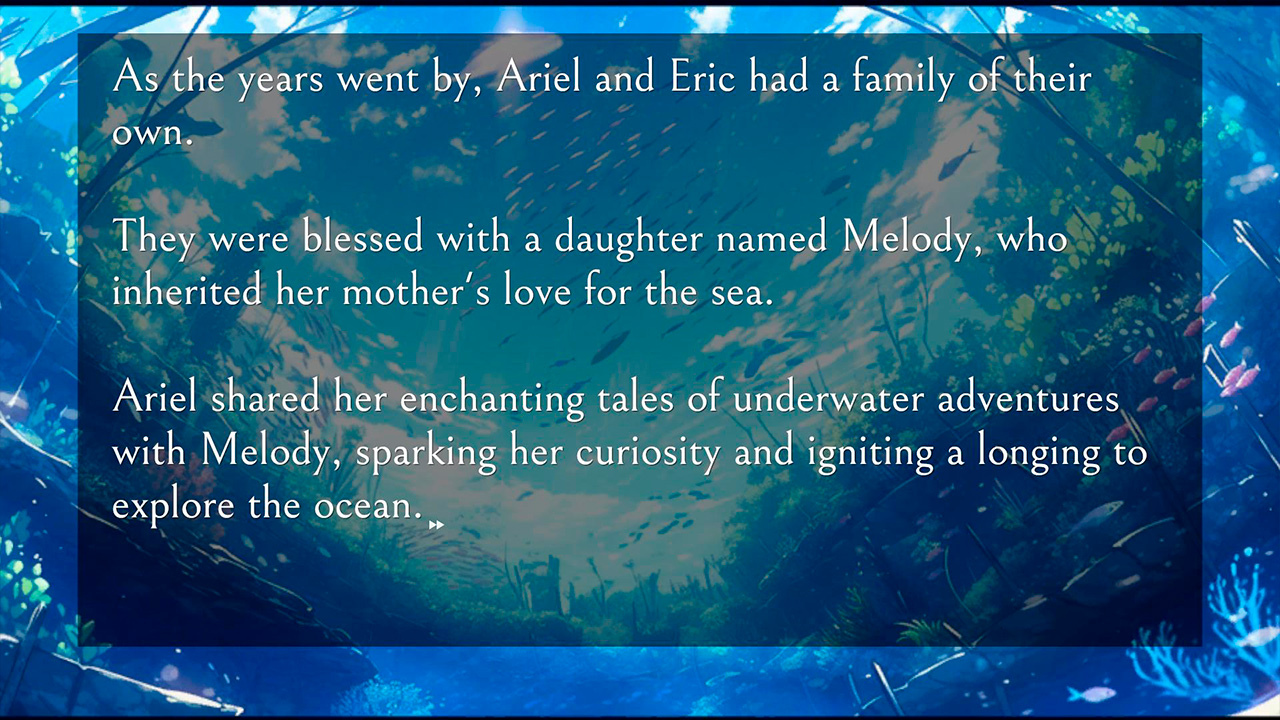 As the years went by, Ariel and Eric had a family of their
own.
They were blessed with a daughter named Melody, who
inherited her mother's love for the sea.
Ariel shared her enchanting tales of underwater adventures
with Melody, sparking her curiosity and igniting a longing to
explore the ocean.